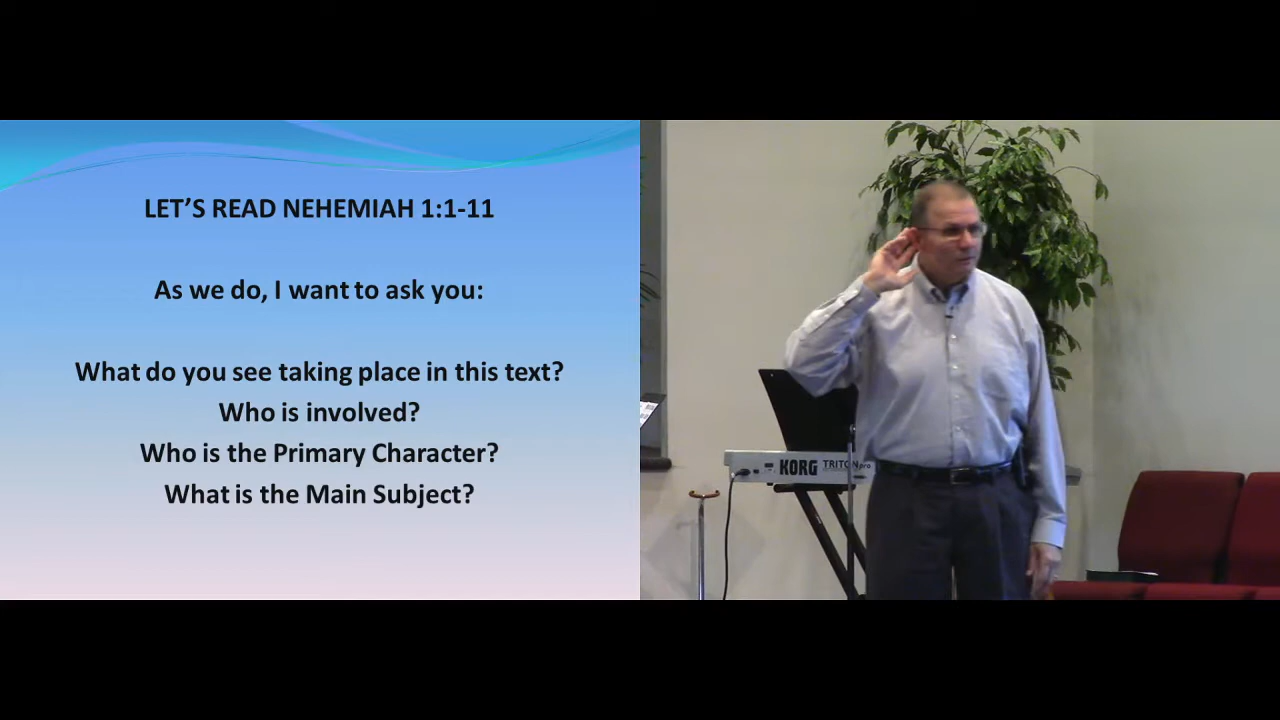 LET’S READ NEHEMIAH 1:1-11
As we do, I want to ask you:
What do you see taking place in this text?
Who is involved?
Who is the Primary Character?
What is the Main Subject?
KORG TRITON pro